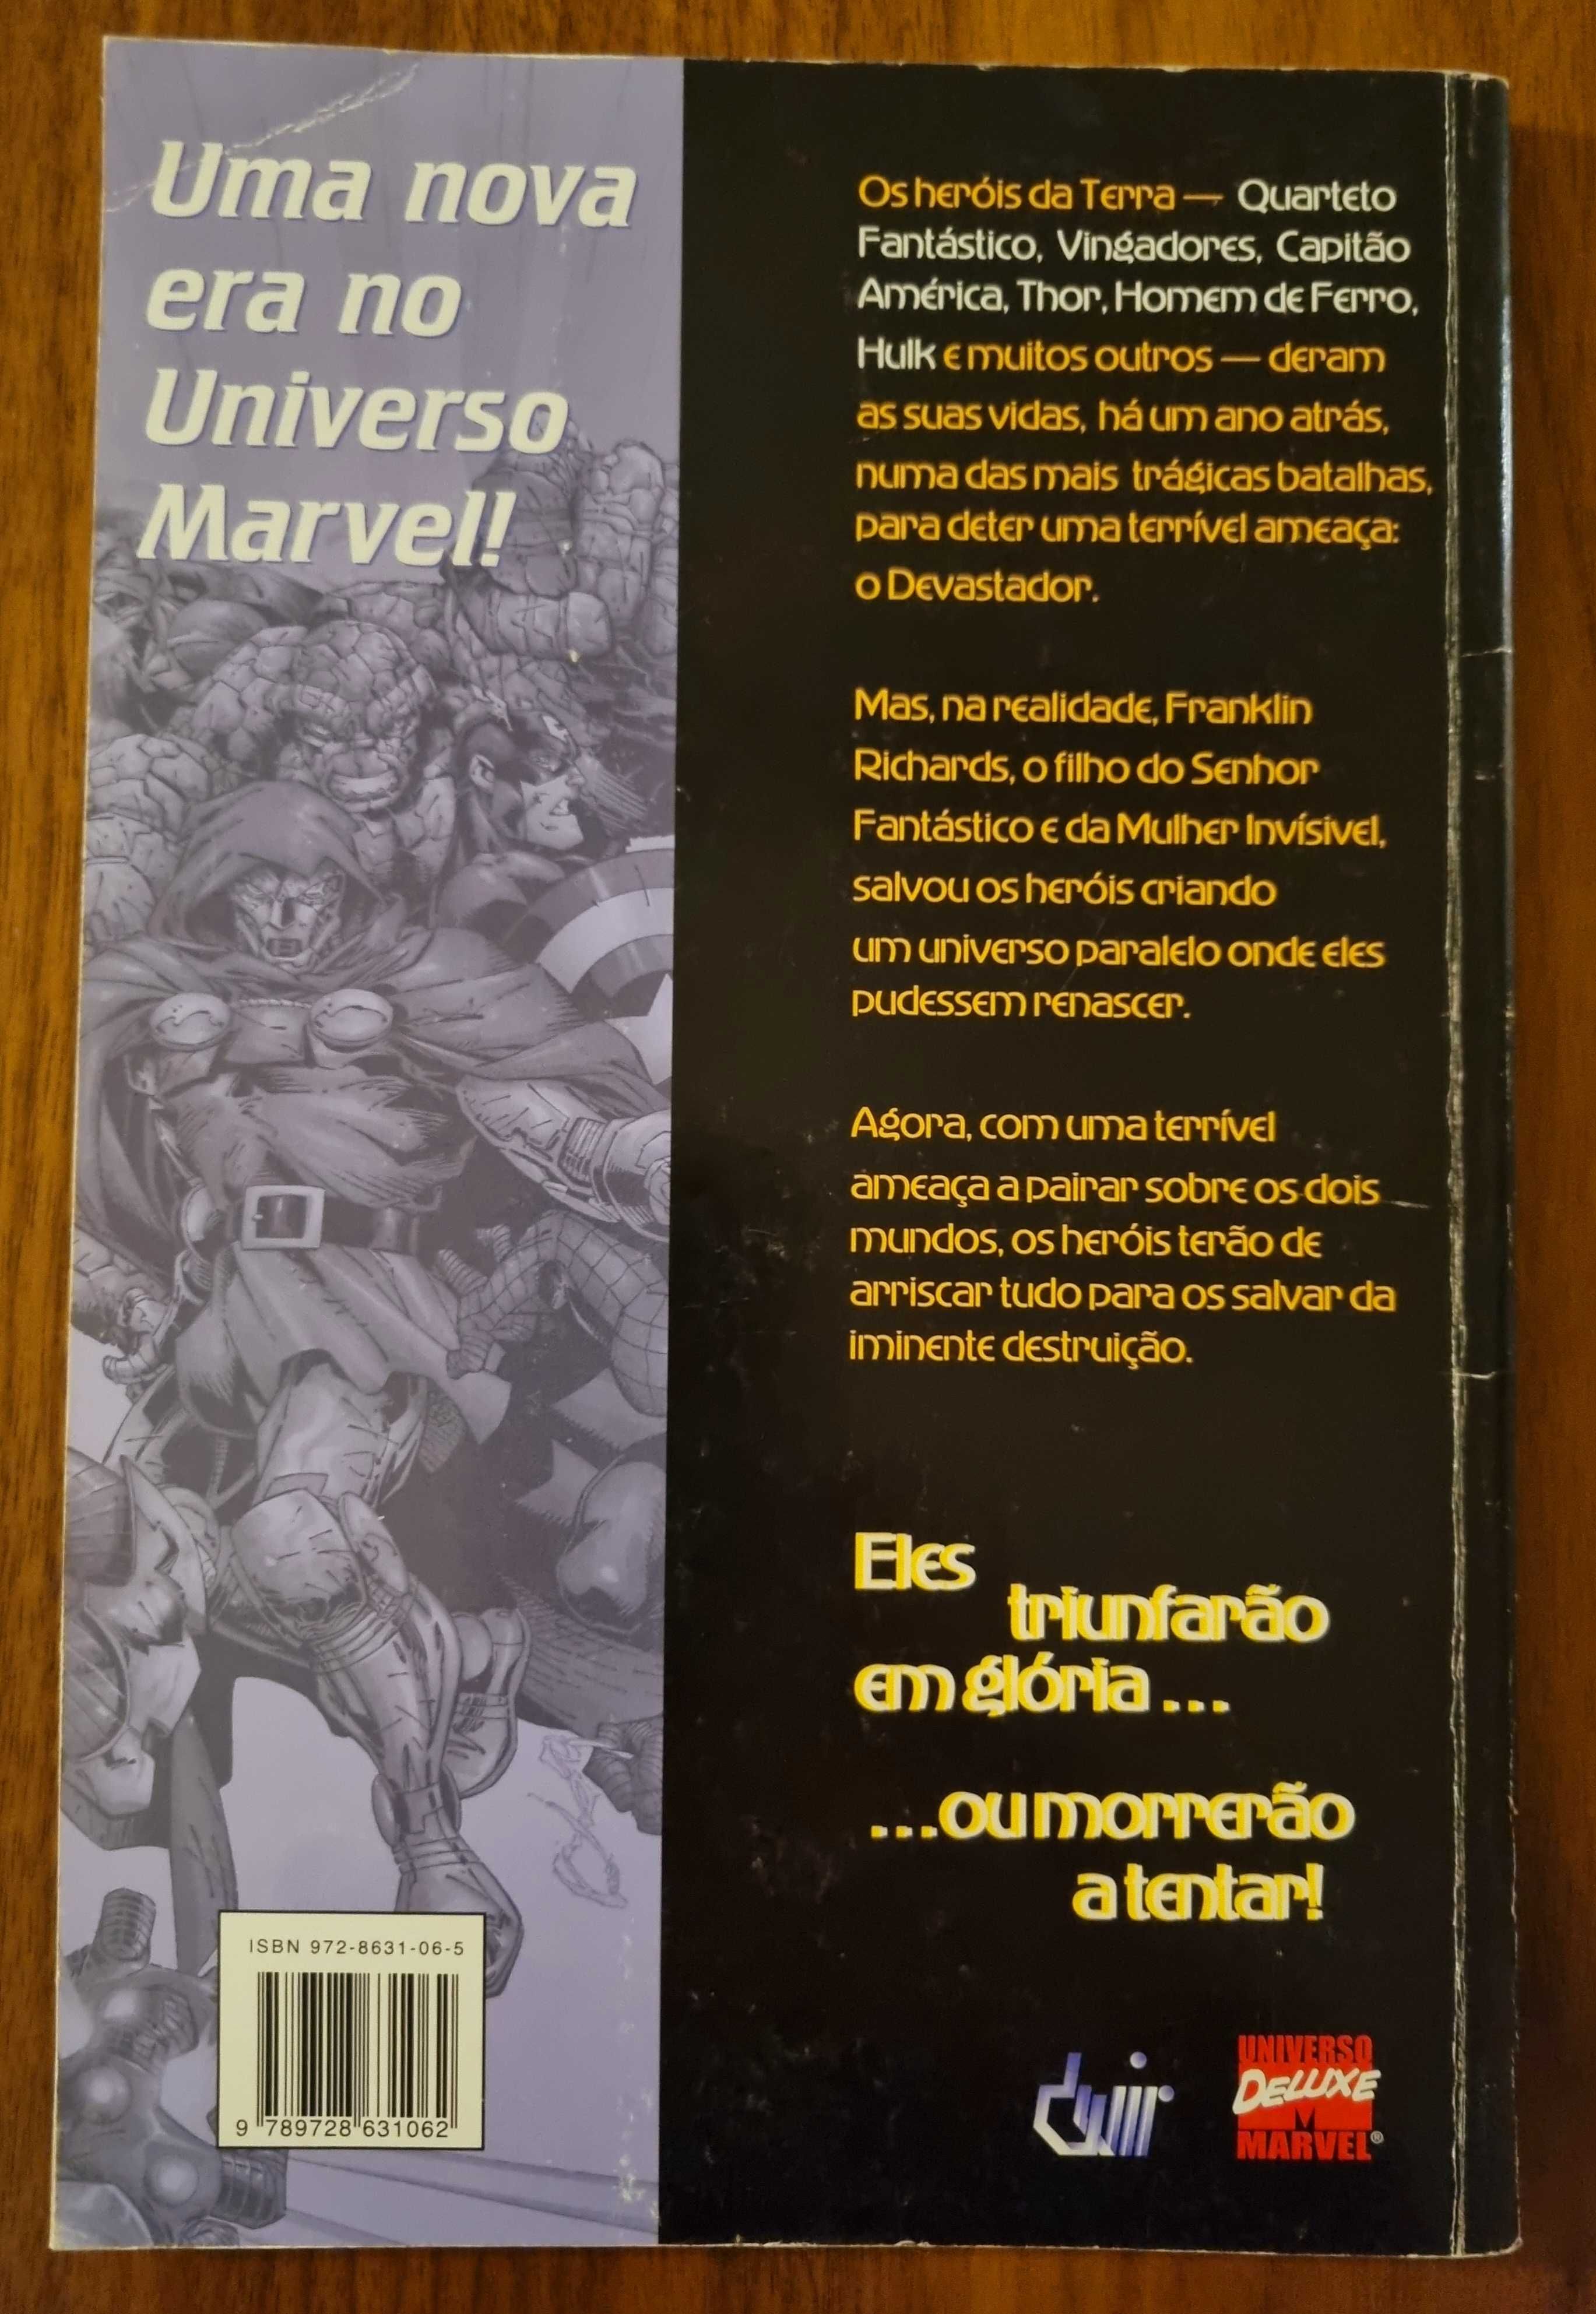 Uma nova
era no
Universo
Marvel!
Os heróis da Terra — Quarteto
Fantástico, Vingadores, Capitão
América, Thor, Homem de Ferro,
Hulk e muitos outros — deram
as suas vidas, há um ano atrás,
numa das mais trágicas batalhas,
para deter uma terrível ameaça:
o Devastador.
Mas, na realidade, Franklin
Richards, o filho do Senhor
Fantástico e da Mulher Invísivel,
salvou os heróis criando
um universo paralelo onde eles
pudessem renascer.
Agora, com uma terrível
ameaça a pairar sobre os dois
mundos, os heróis terão de
arriscar tudo para os salvar da
iminente destruição.
Eles
triunfarão
em glória ...
...ou morrerão
a tentar!
ISBN 972-8631-06-5
9 789728 631062
devir
UNIVERSO
DELUXE
M
MARVEL®